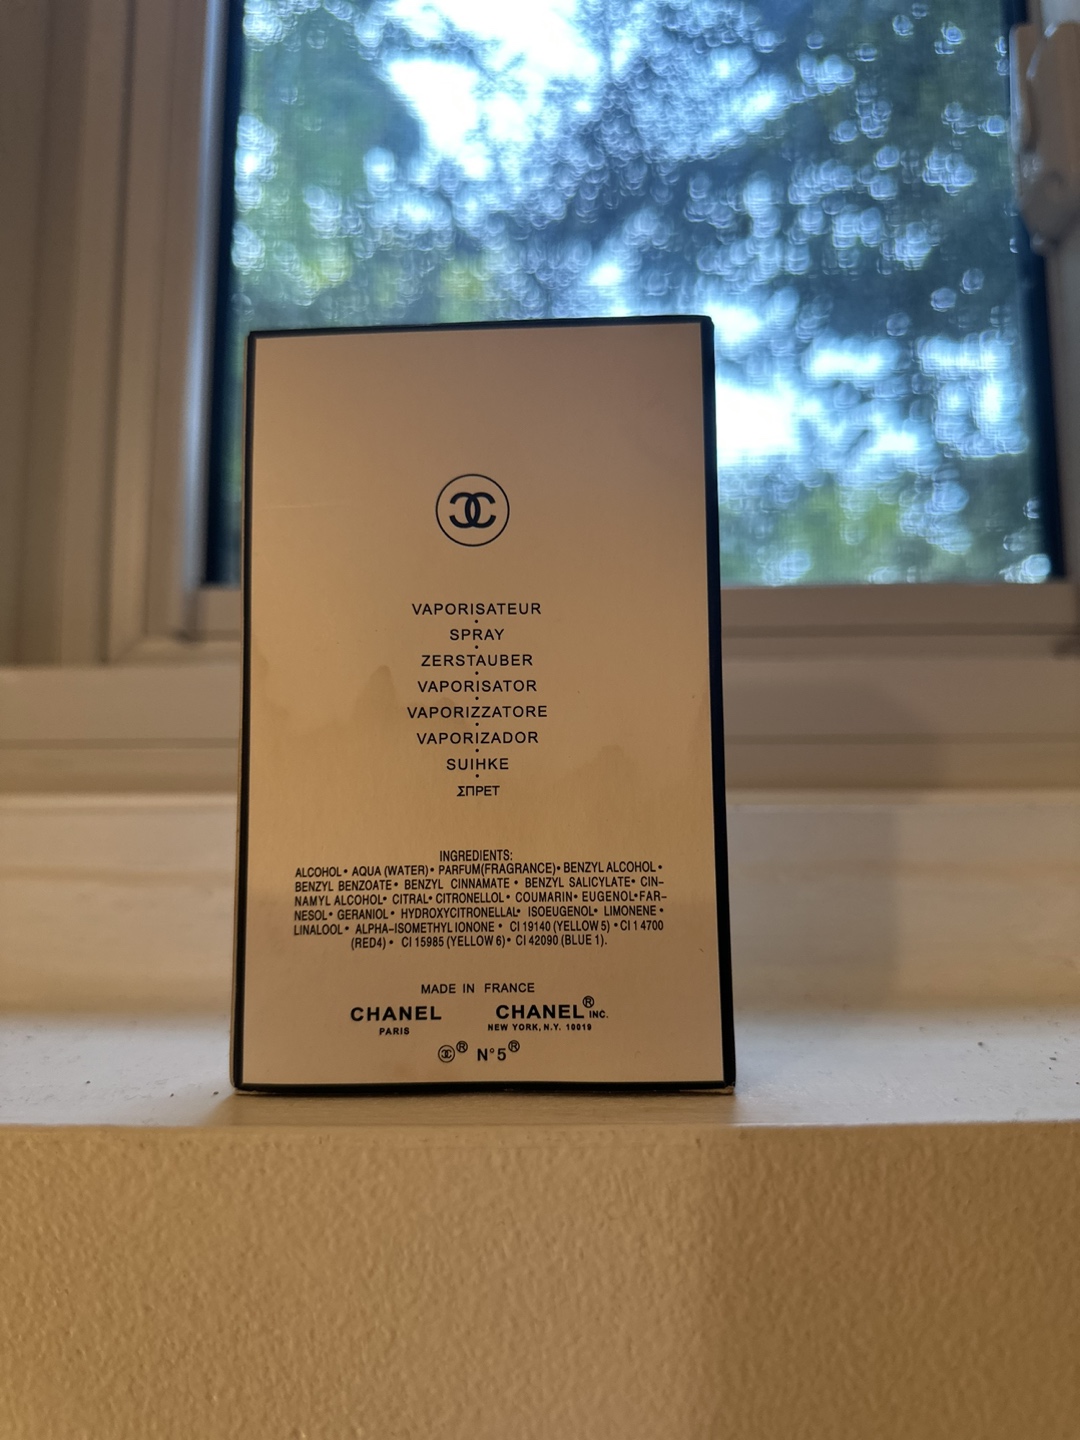 VAPORISATEUR
•
SPRAY
•
ZERSTAUBER
•
VAPORISATOR
•
VAPORIZZATORE
•
VAPORIZADOR
•
SUIHKE
•
ΣΠΡΕΤ
INGREDIENTS:
ALCOHOL• AQUA (WATER)• PARFUM(FRAGRANCE)• BENZYL ALCOHOL•
BENZYL BENZOATE• BENZYL CINNAMATE • BENZYL SALICYLATE• CIN-
NAMYL ALCOHOL• CITRAL• CITRONELLOL • COUMARIN• EUGENOL•FAR-
NESOL• GERANIOL • HYDROXYCITRONELLAL• ISOEUGENOL• LIMONENE •
LINALOOL• ALPHA-ISOMETHYL IONONE • CI 19140 (YELLOW 5) •CI 1 4700
(RED4) • CI 15985 (YELLOW 6)• CI 42090 (BLUE 1).
MADE IN FRANCE
CHANEL CHANEL® INC.
PARIS NEW YORK, N.Y. 10019
® N°5®